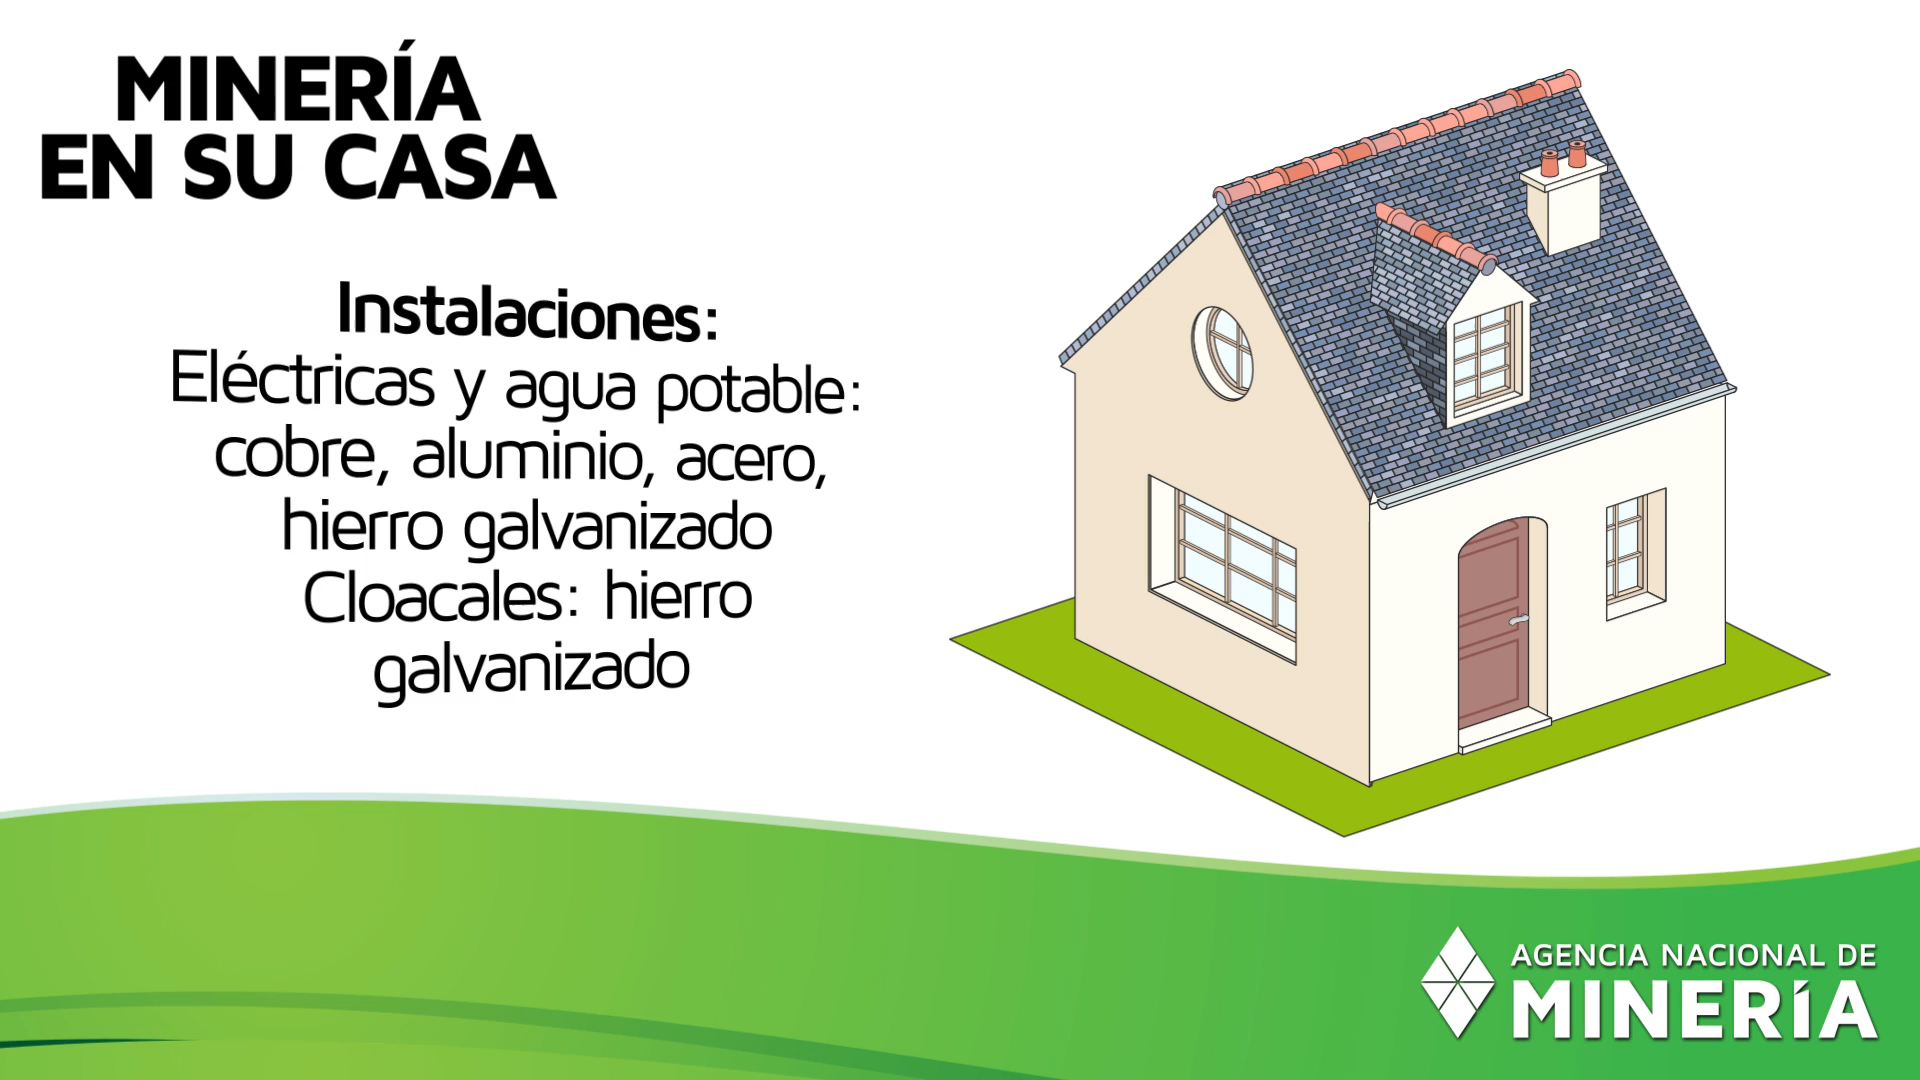 MINERÍA
EN SU CASA
Instalaciones:
Eléctricas y agua potable:
cobre, aluminio, acero,
hierro galvanizado
Cloacales: hierro
galvanizado
AGENCIA NACIONAL DE
MINERÍA